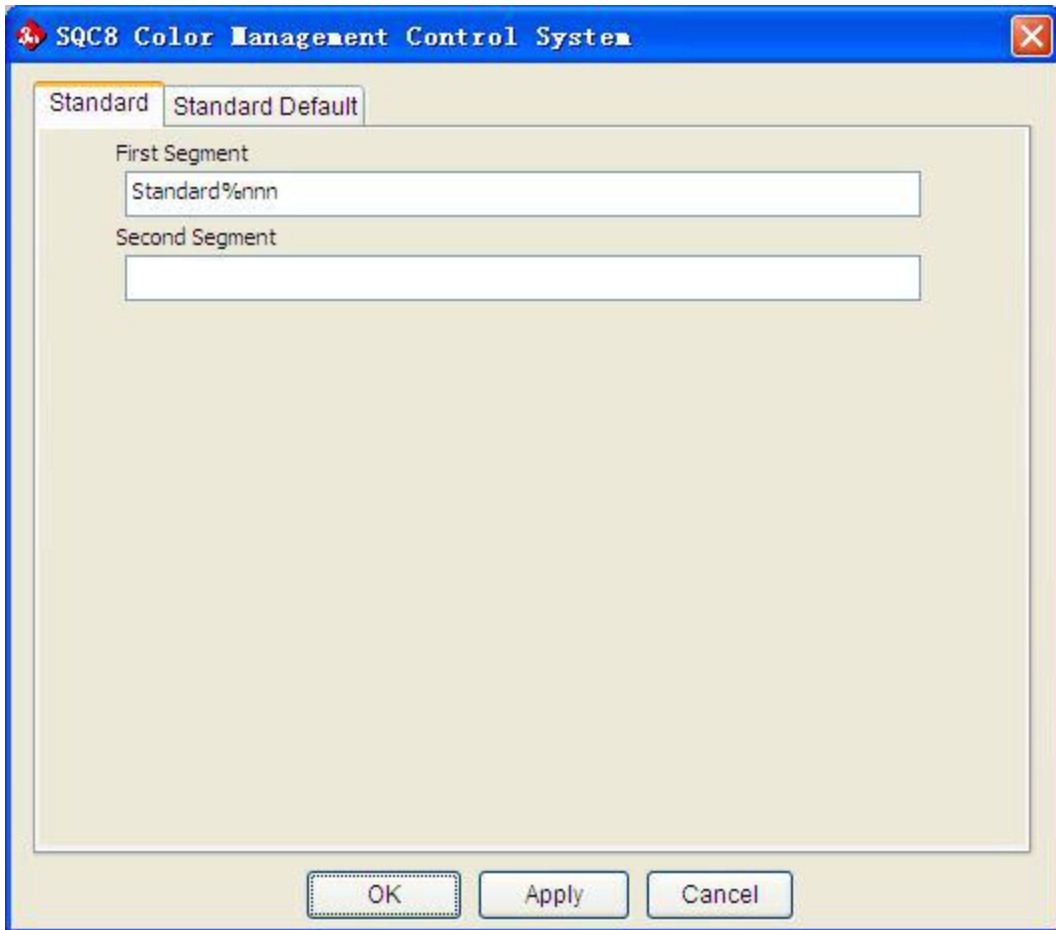 SQC8 Color Management Control System
Standard
Standard Default
First Segment
Standard%nnn
Second Segment
OK
Apply
Cancel